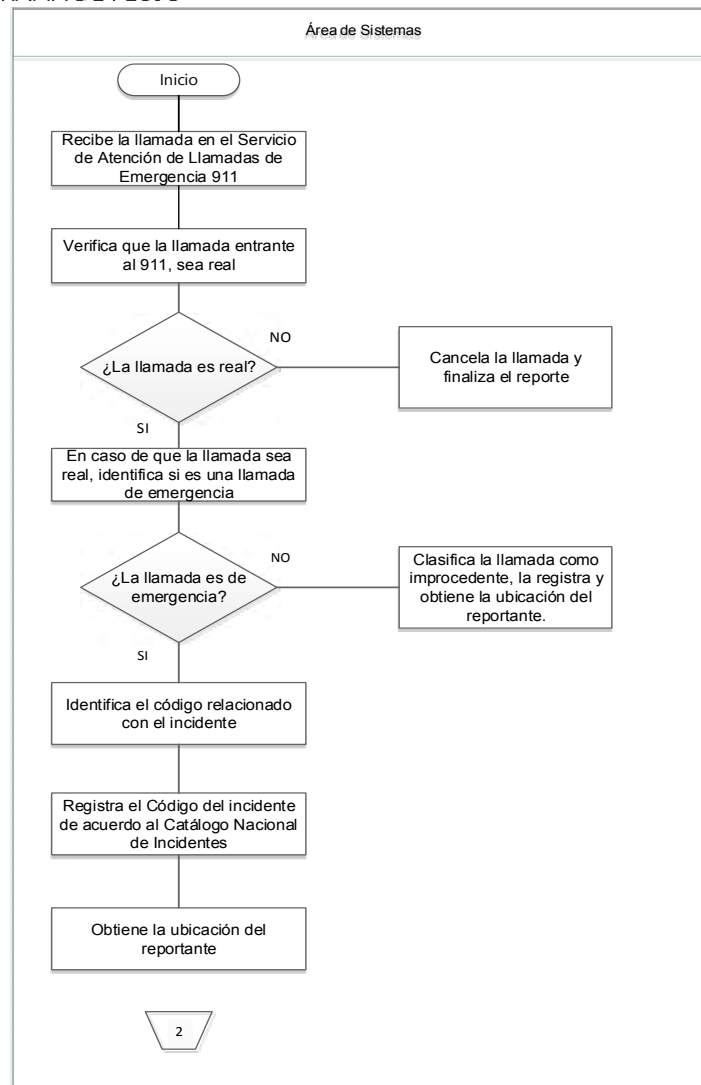 Área de Sistemas
Inicio
Recibe la llamada en el Servicio
de Atención de Llamadas de
Emergencia 911
Verifica que la llamada entrante
al 911, sea real
NO
¿La llamada es real?
Cancela la llamada y
finaliza el reporte
SI
En caso de que la llamada sea
real, identifica si es una llamada
de emergencia
NO
¿La llamada es de
emergencia?
Clasifica la llamada como
improcedente, la registra y
obtiene la ubicación del
reportante.
SI
Identifica el código relacionado
con el incidente
Registra el Código del incidente
de acuerdo al Catálogo Nacional
de Incidentes
Obtiene la ubicación del
reportante
2